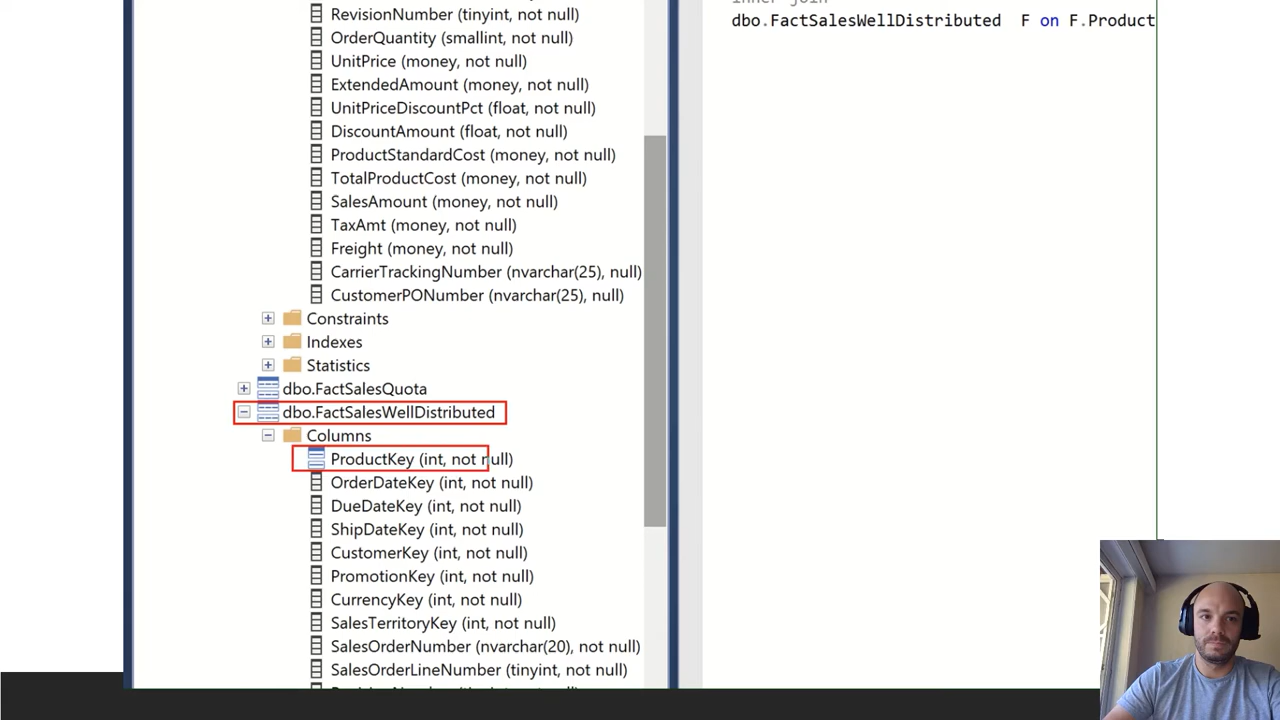 RevisionNumber (tinyint, not null)
OrderQuantity (smallint, not null)
UnitPrice (money, not null)
ExtendedAmount (money, not null)
UnitPriceDiscountPct (float, not null)
DiscountAmount (float, not null)
ProductStandardCost (money, not null)
TotalProductCost (money, not null)
SalesAmount (money, not null)
TaxAmt (money, not null)
Freight (money, not null)
CarrierTrackingNumber (nvarchar(25), null)
CustomerPONumber (nvarchar(25), null)
Constraints
Indexes
Statistics
dbo.FactSalesQuota
dbo.FactSalesWellDistributed
Columns
ProductKey (int, not null)
OrderDateKey (int, not null)
DueDateKey (int, not null)
ShipDateKey (int, not null)
CustomerKey (int, not null)
PromotionKey (int, not null)
CurrencyKey (int, not null)
SalesTerritoryKey (int, not null)
SalesOrderNumber (nvarchar(20), not null)
SalesOrderLineNumber (tinyint, not null)
inner join
dbo.FactSalesWellDistributed F on F.Product